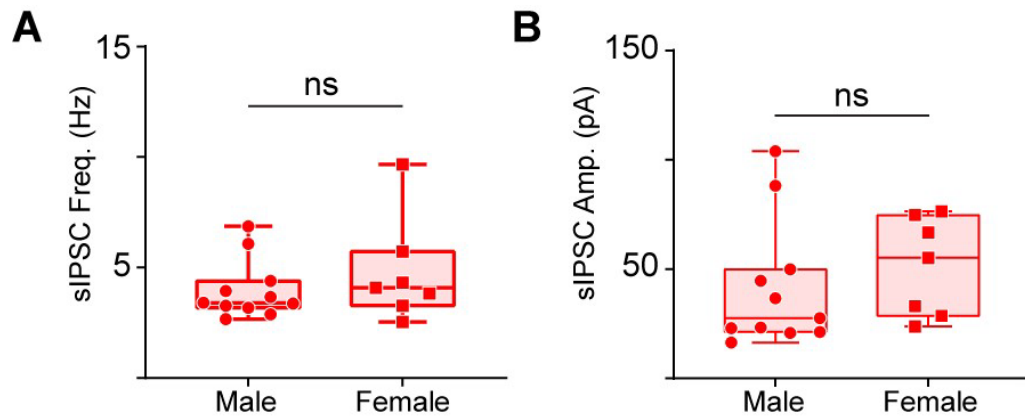 A
B
15
5
sIPSC Freq. (Hz)
ns
Male
Female
150
50
sIPSC Amp. (pA)
ns
Male
Female